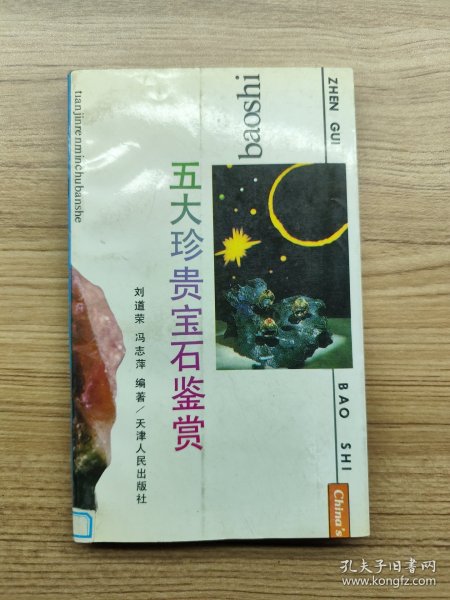 tianjinrenminchubanshe
baoshi
ZHEN GUI
五大珍贵宝石鉴赏
刘道荣 冯志萍 编著/天津人民出版社
BAO SHI
China's
孔夫子旧书网
www.kongfz.com